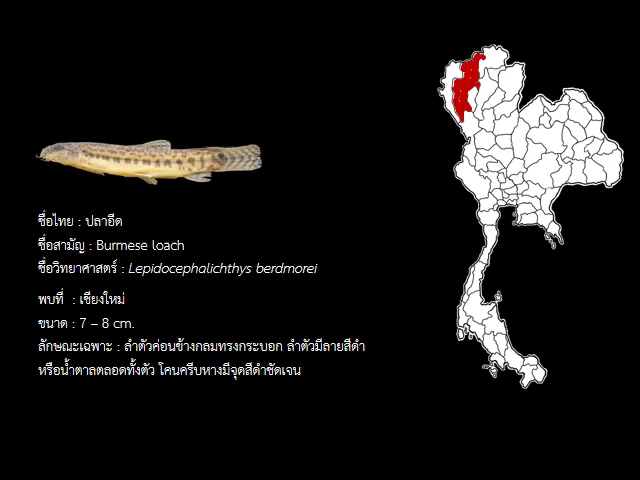 ชื่อไทย : ปลาอีด
ชื่อสามัญ : Burmese loach
ชื่อวิทยาศาสตร์ : Lepidocephalichthys berdmorei
พบที่ : เชียงใหม่
ขนาด : 7 – 8 cm.
ลักษณะเฉพาะ : ลำตัวค่อนข้างกลมทรงกระบอก ลำตัวมีลายสีดำ
หรือน้ำตาลตลอดทั้งตัว โคนครีบหางมีจุดสีดำชัดเจน